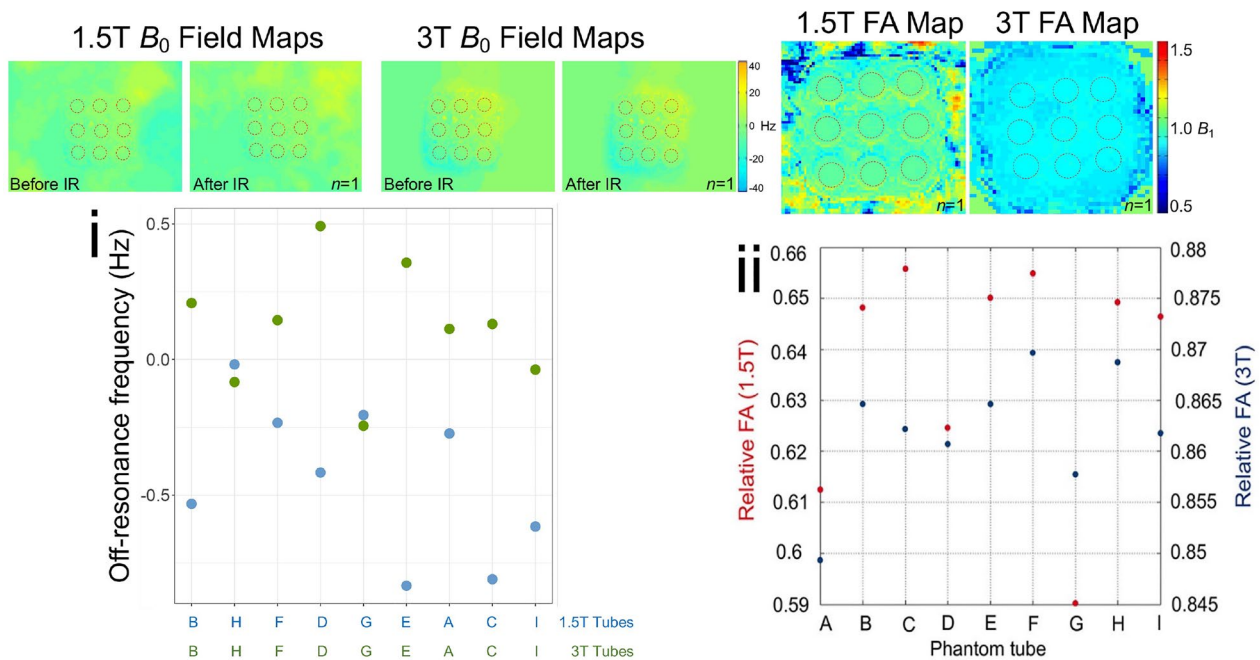 1.5T B0 Field Maps
3T B0 Field Maps
1.5T FA Map
3T FA Map
Before IR
After IR
n=1
Before IR
After IR
n=1
40
20
0 Hz
-20
-40
n=1
n=1
1.5
1.0 B1
0.5
i
Off-resonance frequency (Hz)
0.5
0.0
-0.5
B H F D G E A C I 1.5T Tubes
B H F D G E A C I 3T Tubes
ii
Relative FA (1.5T)
0.66
0.65
0.64
0.63
0.62
0.61
0.6
0.59
0.88
0.875
0.87
0.865
0.86
0.855
0.85
0.845
Relative FA (3T)
A B C D E F G H I
Phantom tube